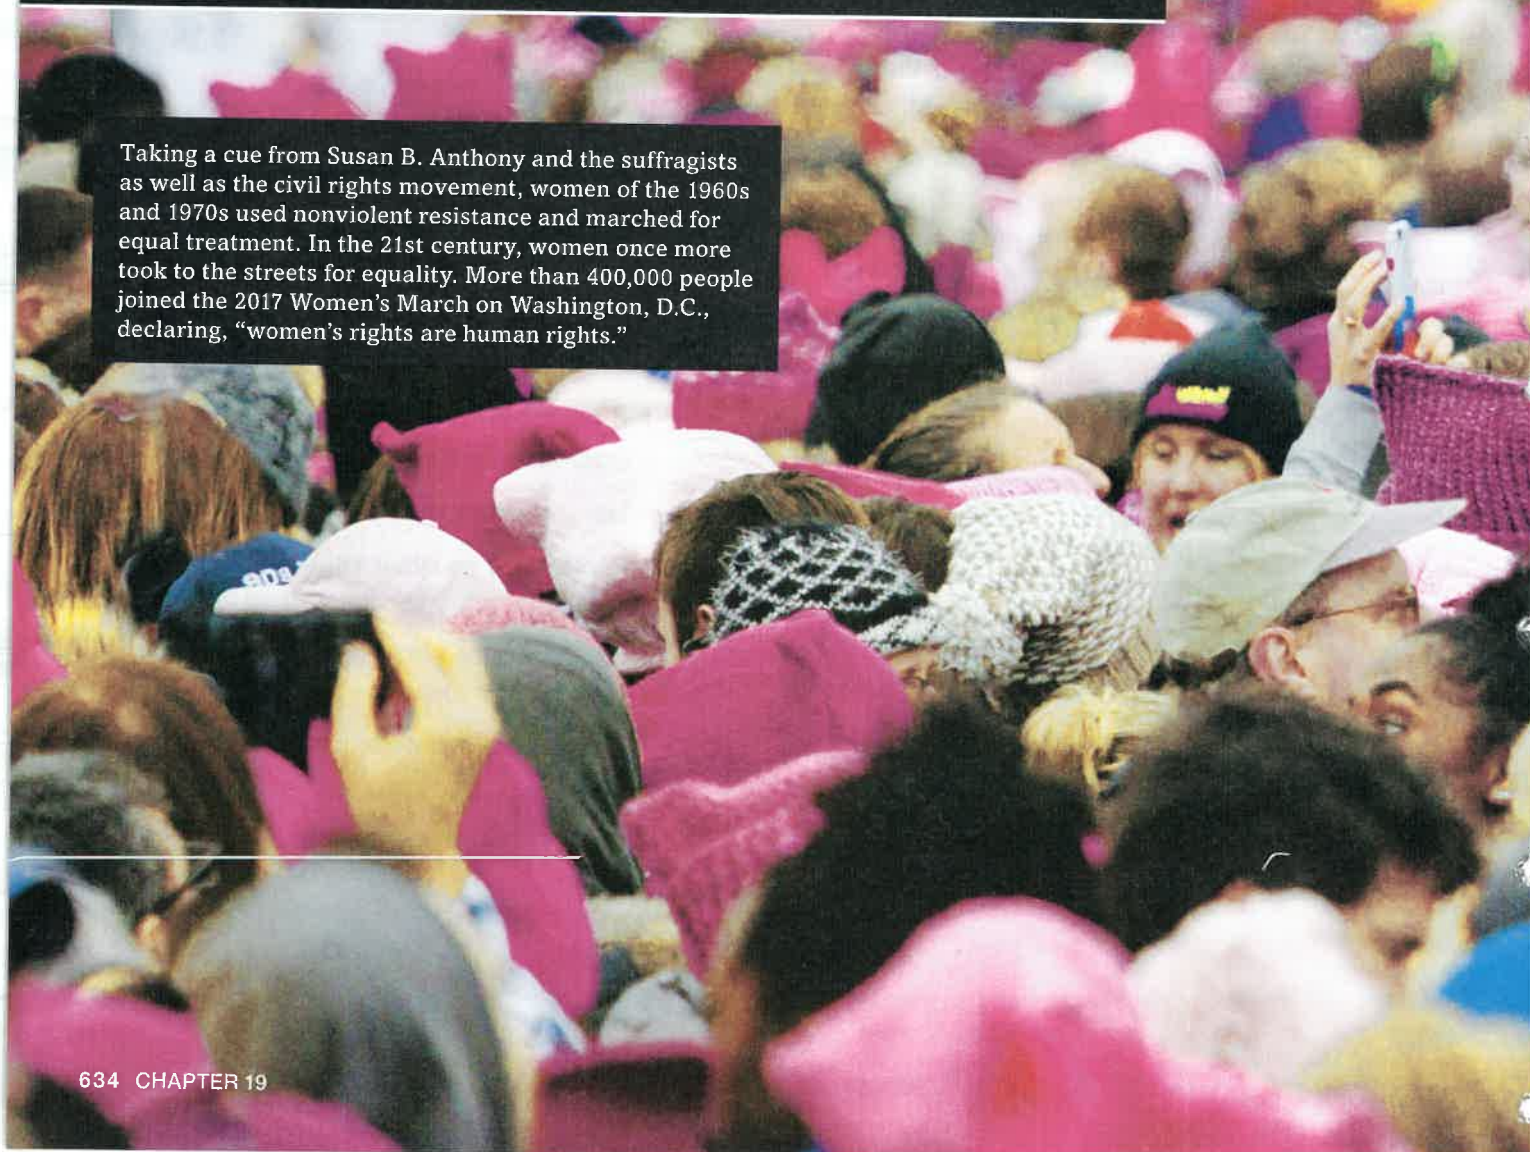 Taking a cue from Susan B. Anthony and the suffragists
as well as the civil rights movement, women of the 1960s
and 1970s used nonviolent resistance and marched for
equal treatment. In the 21st century, women once more
took to the streets for equality. More than 400,000 people
joined the 2017 Women's March on Washington, D.C.,
declaring, “women's rights are human rights.”
634 CHAPTER 19